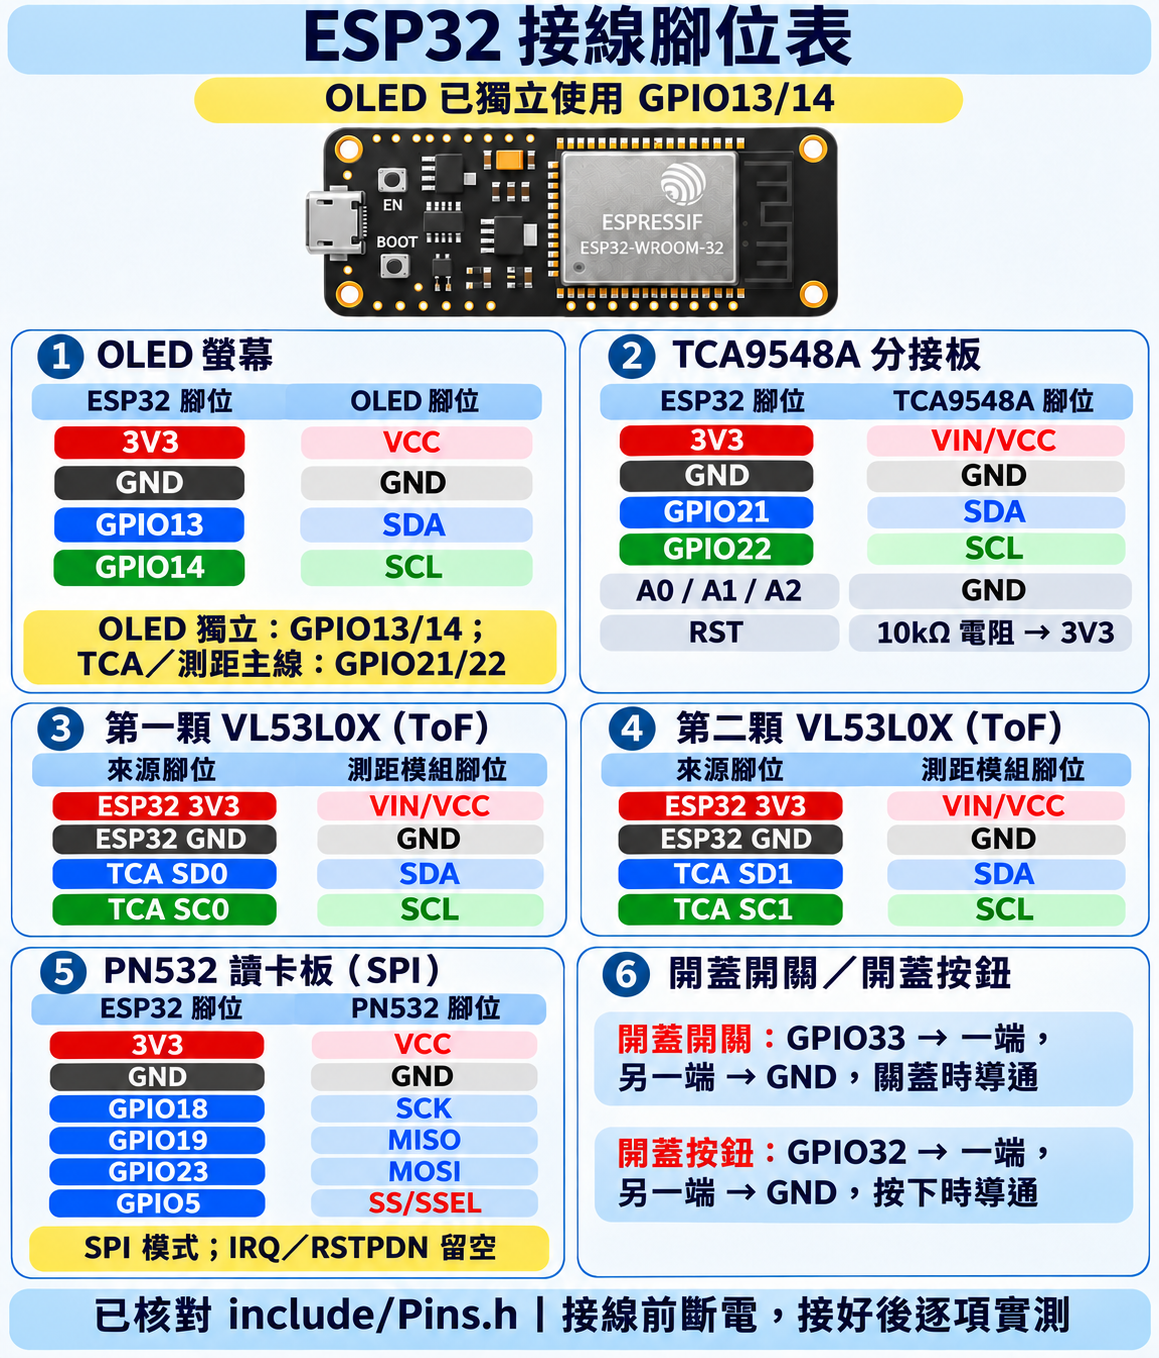 ESP32 接線腳位表
OLED 已獨立使用 GPIO13/14
EN
BOOT
ESPRESSIF
ESP32-WROOM-32
1 OLED 螢幕
ESP32 腳位 OLED 腳位
3V3 VCC
GND GND
GPIO13 SDA
GPIO14 SCL
OLED 獨立：GPIO13/14；
TCA／測距主線：GPIO21/22
2 TCA9548A 分接板
ESP32 腳位 TCA9548A 腳位
3V3 VIN/VCC
GND GND
GPIO21 SDA
GPIO22 SCL
A0 / A1 / A2 GND
RST 10kΩ 電阻 → 3V3
3 第一顆 VL53L0X（ToF）
來源腳位 測距模組腳位
ESP32 3V3 VIN/VCC
ESP32 GND GND
TCA SD0 SDA
TCA SC0 SCL
4 第二顆 VL53L0X（ToF）
來源腳位 測距模組腳位
ESP32 3V3 VIN/VCC
ESP32 GND GND
TCA SD1 SDA
TCA SC1 SCL
5 PN532 讀卡板（SPI）
ESP32 腳位 PN532 腳位
3V3 VCC
GND GND
GPIO18 SCK
GPIO19 MISO
GPIO23 MOSI
GPIO5 SS/SSEL
SPI 模式；IRQ／RSTPDN 留空
6 開蓋開關／開蓋按鈕
開蓋開關：GPIO33 → 一端，
另一端 → GND，關蓋時導通
開蓋按鈕：GPIO32 → 一端，
另一端 → GND，按下時導通
已核對 include/Pins.h｜接線前斷電，接好後逐項實測